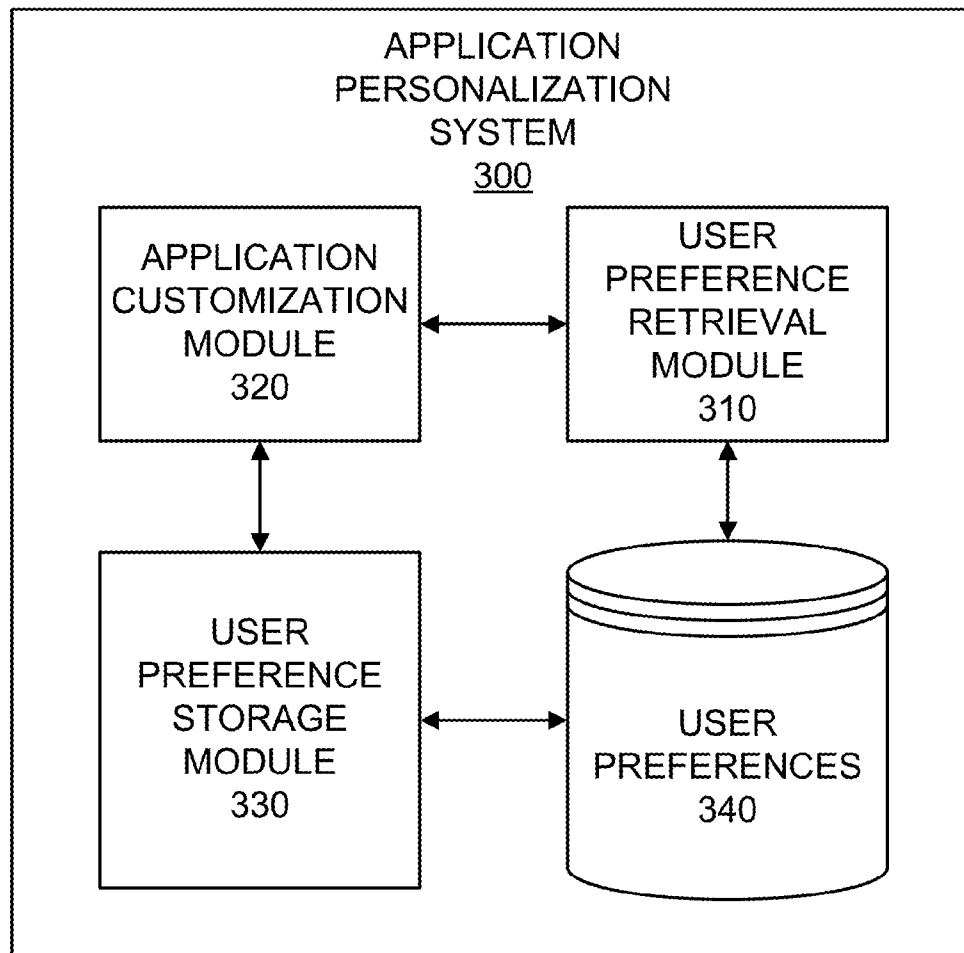 APPLICATION
PERSONALIZATION
SYSTEM
300
APPLICATION
CUSTOMIZATION
MODULE
320
USER
PREFERENCE
RETRIEVAL
MODULE
310
USER
PREFERENCE
STORAGE
MODULE
330
USER
PREFERENCES
340